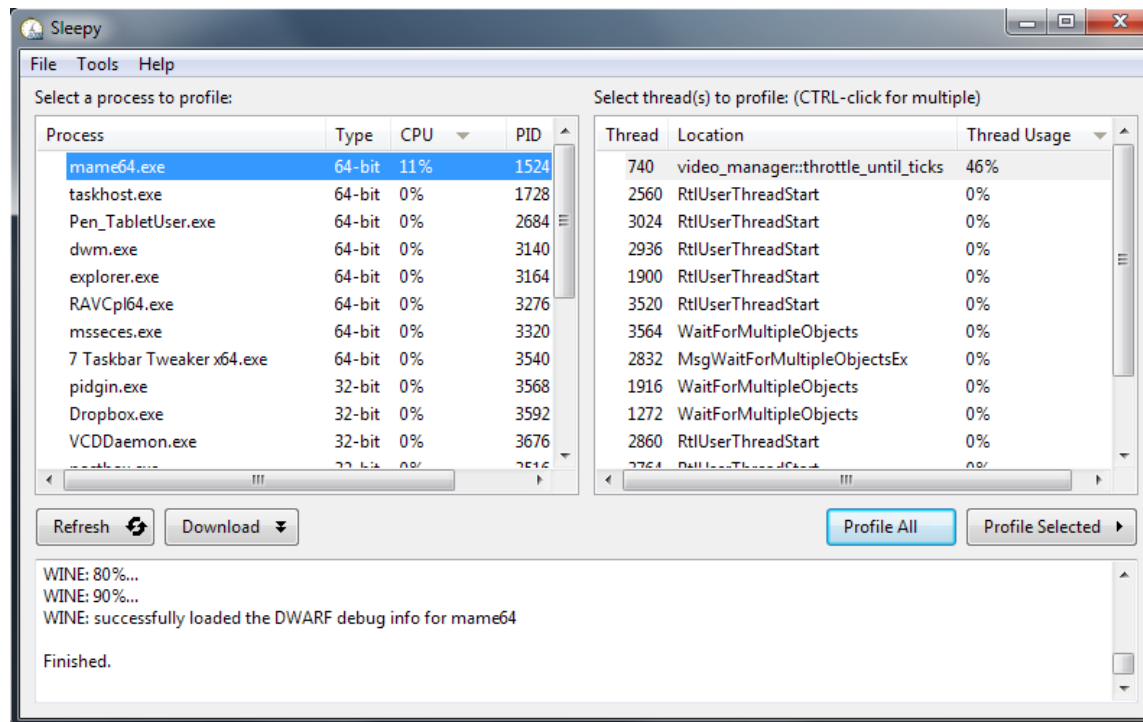 Sleepy
File Tools Help
Select a process to profile:
Process Type CPU PID
mame64.exe 64-bit 11% 1524
taskhost.exe 64-bit 0% 1728
Pen_TabletUser.exe 64-bit 0% 2684
dwm.exe 64-bit 0% 3140
explorer.exe 64-bit 0% 3164
RAVCpl64.exe 64-bit 0% 3276
msseces.exe 64-bit 0% 3320
7 Taskbar Tweaker x64.exe 64-bit 0% 3540
pidgin.exe 32-bit 0% 3568
Dropbox.exe 32-bit 0% 3592
VCDDaemon.exe 32-bit 0% 3676
32-bit 0%
Select thread(s) to profile: (CTRL-click for multiple)
Thread Location Thread Usage
740 video_manager::throttle_until_ticks 46%
2560 RtlUserThreadStart 0%
3024 RtlUserThreadStart 0%
2936 RtlUserThreadStart 0%
1900 RtlUserThreadStart 0%
3520 RtlUserThreadStart 0%
3564 WaitForMultipleObjects 0%
2832 MsgWaitForMultipleObjectsEx 0%
1916 WaitForMultipleObjects 0%
1272 WaitForMultipleObjects 0%
2860 RtlUserThreadStart 0%
RtlUserThreadStart 0%
Refresh Download Profile All Profile Selected
WINE: 80%...
WINE: 90%...
WINE: successfully loaded the DWARF debug info for mame64
Finished.